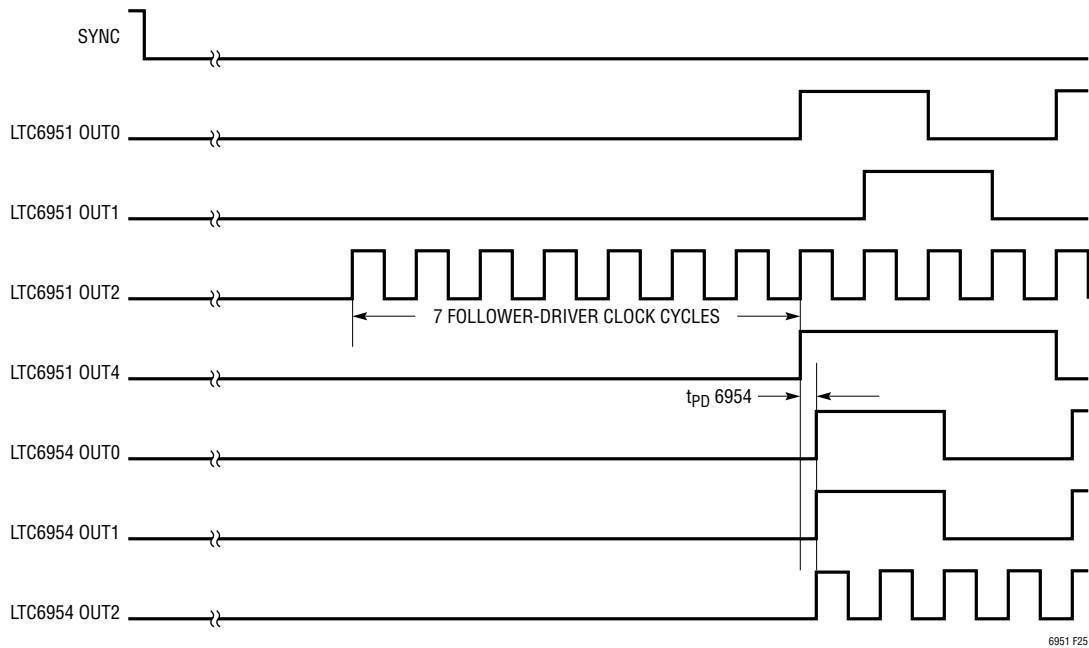 SYNC
LTC6951 OUT0
LTC6951 OUT1
LTC6951 OUT2
7 FOLLOWER-DRIVER CLOCK CYCLES
LTC6951 OUT4
tPD 6954
LTC6954 OUT0
LTC6954 OUT1
LTC6954 OUT2
6951 F25